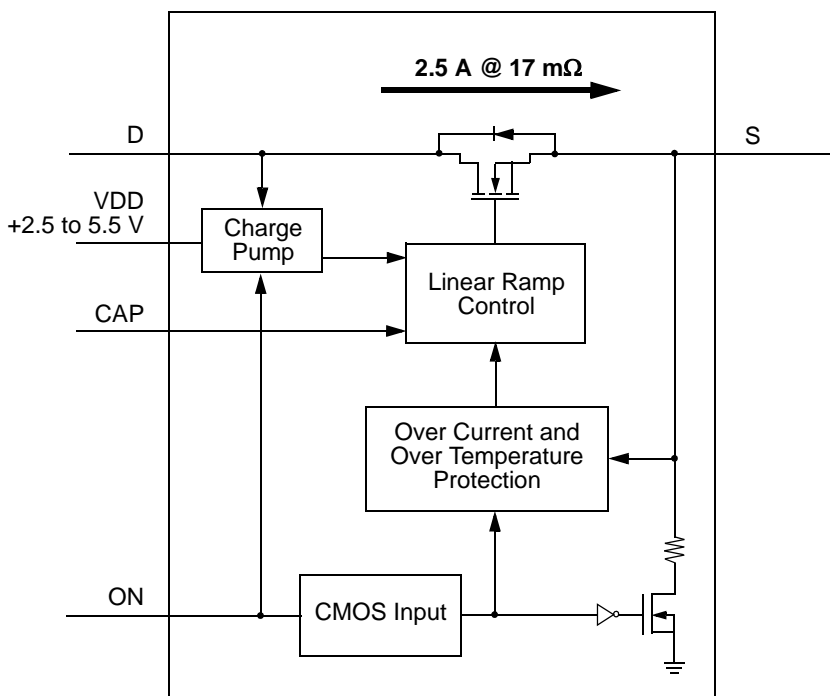 2.5 A @ 17 mΩ
D
S
VDD
+2.5 to 5.5 V
Charge
Pump
Linear Ramp
Control
CAP
Over Current and
Over Temperature
Protection
ON
CMOS Input